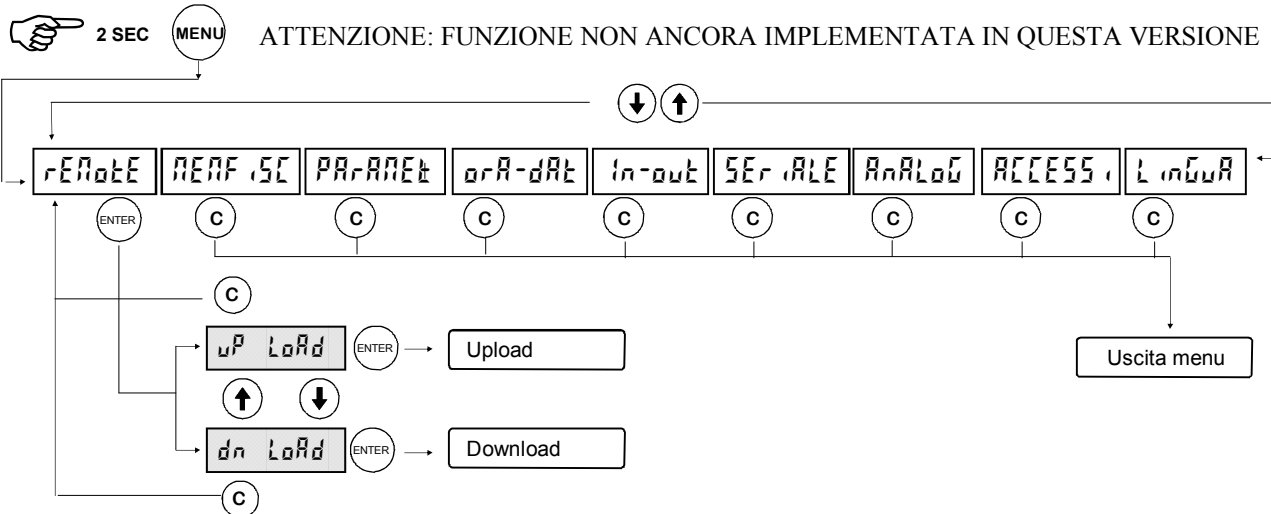 2 SEC MENU ATTENZIONE: FUNZIONE NON ANCORA IMPLEMENTATA IN QUESTA VERSIONE
rEMotE MEMFiSC PArAMEt orA-dAt In-out SEriALE AnALoG ACCESSi LinGuA
ENTER C C C C C C C C
C
uP LoAd ENTER Upload
Uscita menu
dn LoAd ENTER Download
C